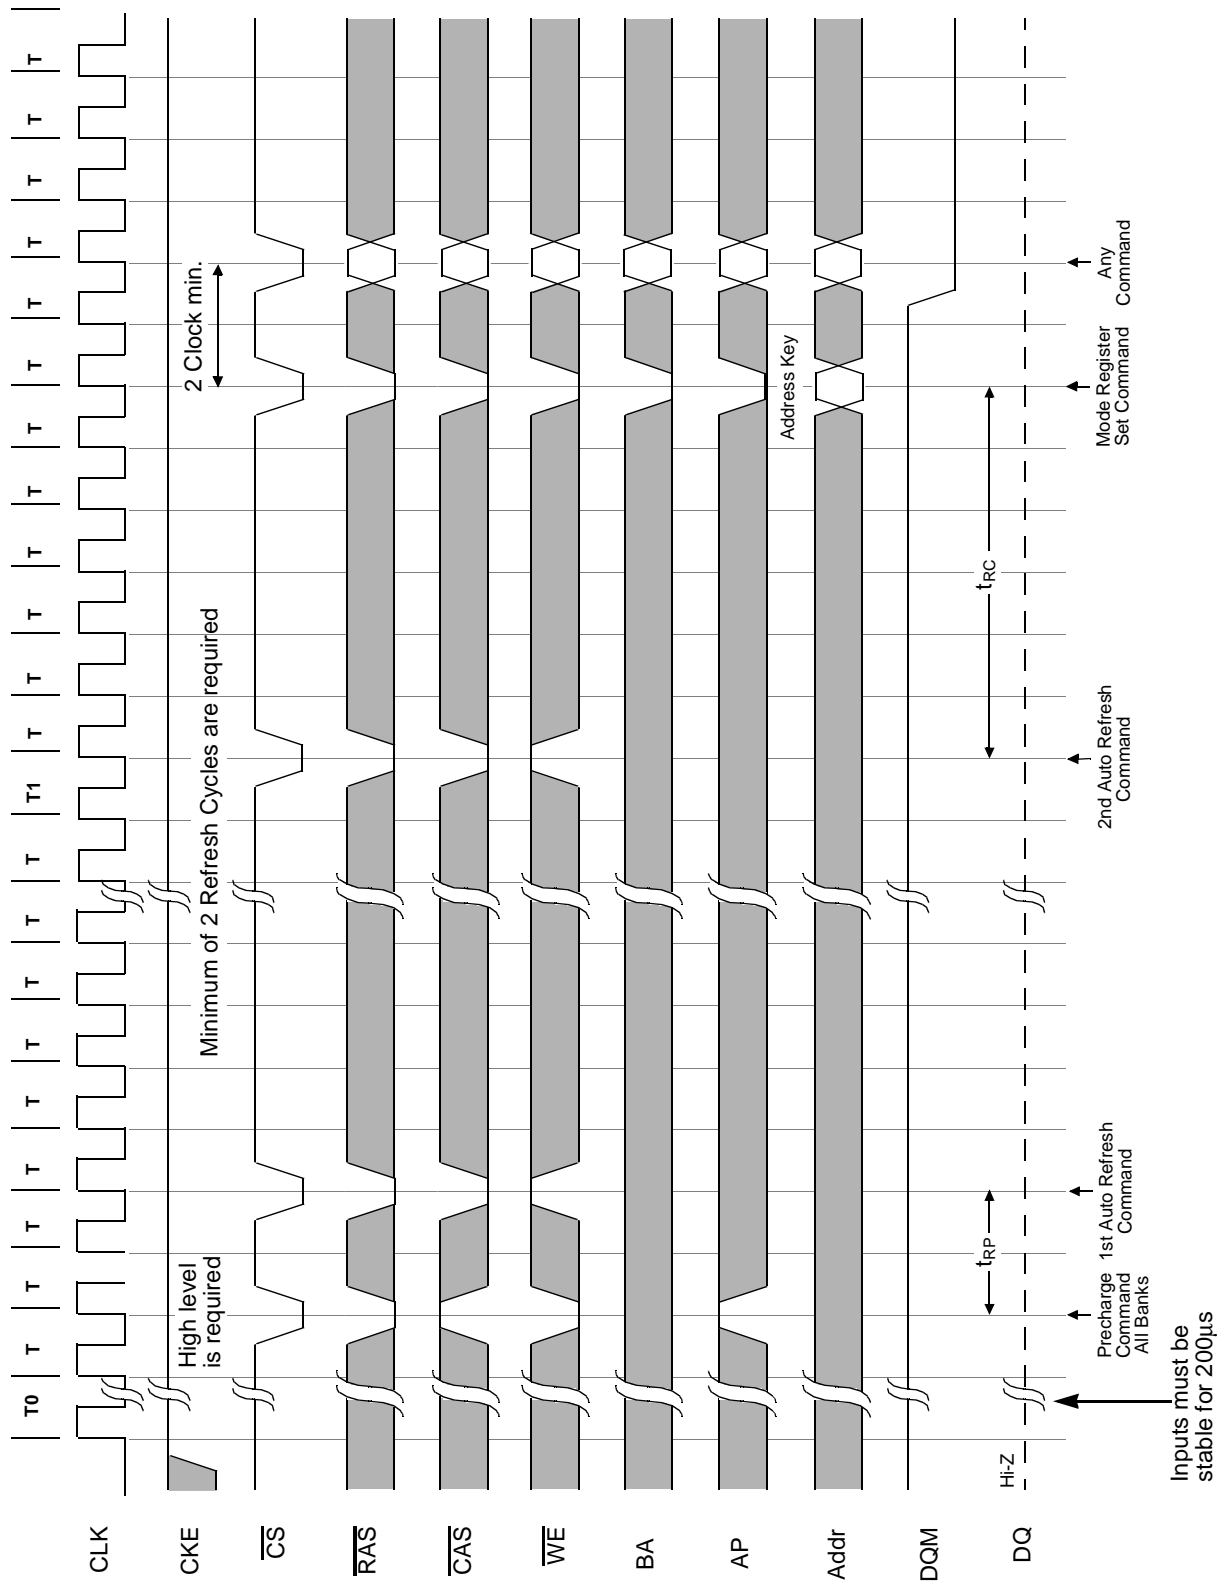 T0 T T T T T T T T T T1 T T T T T T T T T T T T
CLK
CKE
High level
is required
Minimum of 2 Refresh Cycles are required
2 Clock min.
CS
RAS
CAS
WE
BA
AP
Address Key
Addr
DQM
tRP
tRC
DQ
Hi-Z
Precharge
Command
All Banks
1st Auto Refresh
Command
2nd Auto Refresh
Command
Mode Register
Set Command
Any
Command
Inputs must be
stable for 200µs